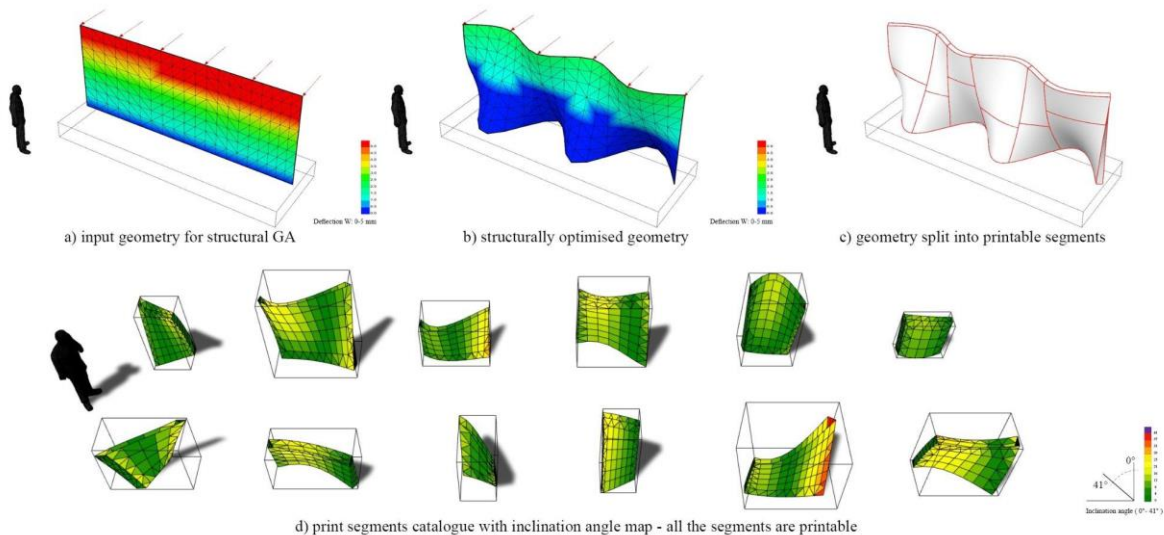 Deflection W: 0-5 mm
Deflection W: 0-5 mm
a) input geometry for structural GA
b) structurally optimised geometry
c) geometry split into printable segments
0°
41°
Inclination angle ( 0°- 41°)
d) print segments catalogue with inclination angle map - all the segments are printable